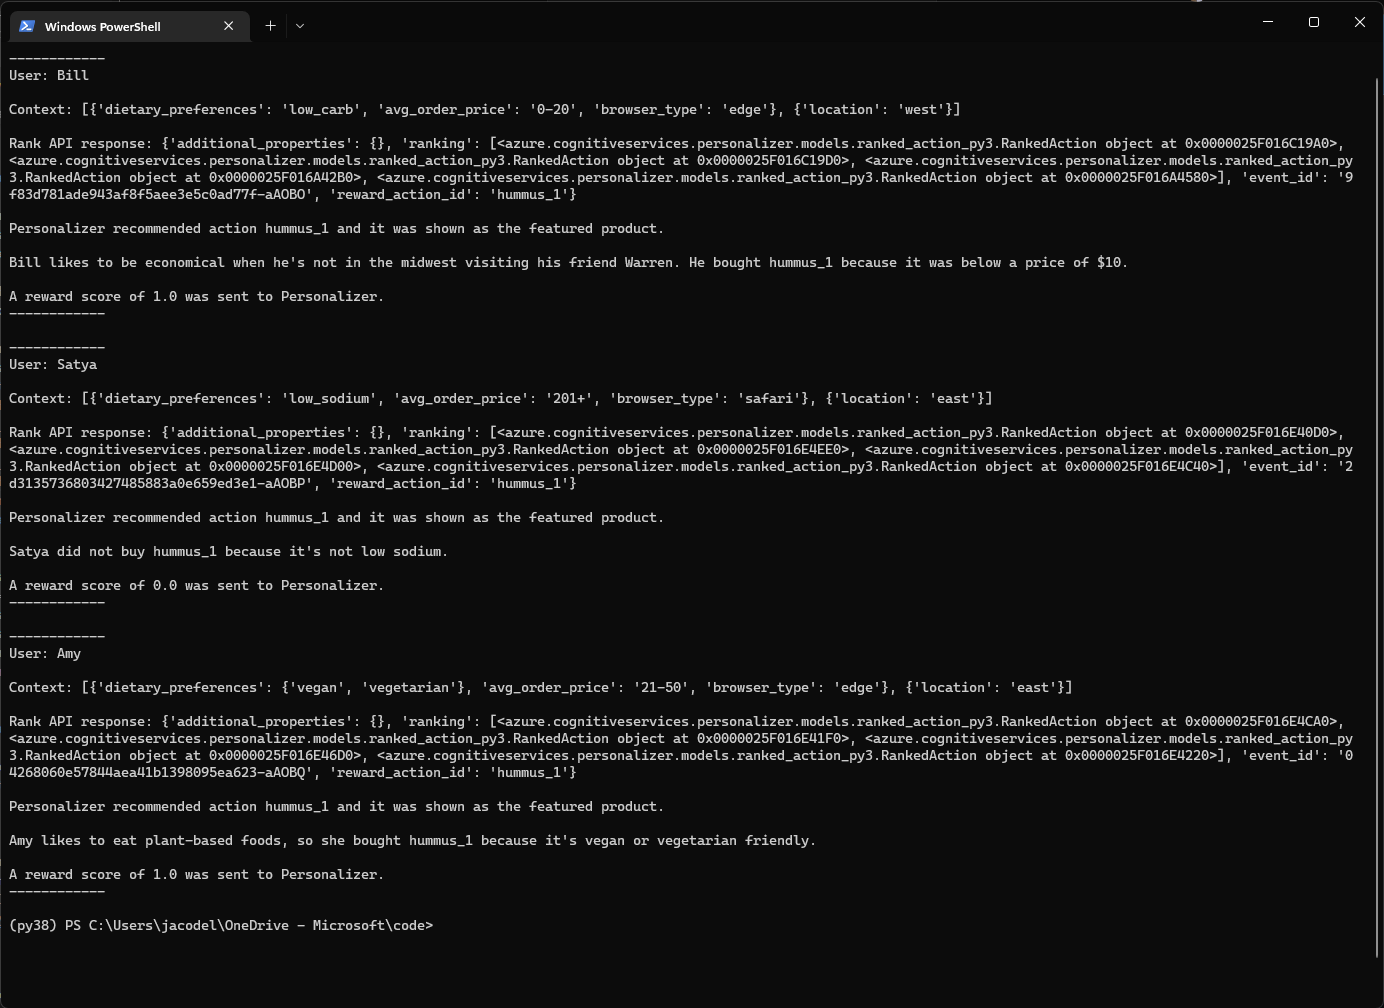 Windows PowerShell
------------
User: Bill
Context: [{'dietary_preferences': 'low_carb', 'avg_order_price': '0-20', 'browser_type': 'edge'}, {'location': 'west'}]
Rank API response: {'additional_properties': {}, 'ranking': [<azure.cognitiveservices.personalizer.models.ranked_action_py3.RankedAction object at 0x0000025F016C19A0>,
<azure.cognitiveservices.personalizer.models.ranked_action_py3.RankedAction object at 0x0000025F016C19D0>, <azure.cognitiveservices.personalizer.models.ranked_action_py
3.RankedAction object at 0x0000025F016A42B0>, <azure.cognitiveservices.personalizer.models.ranked_action_py3.RankedAction object at 0x0000025F016A4580>], 'event_id': '9
f83d781ade943af8f5aee3e5c0ad77f-aAOBO', 'reward_action_id': 'hummus_1'}
Personalizer recommended action hummus_1 and it was shown as the featured product.
Bill likes to be economical when he's not in the midwest visiting his friend Warren. He bought hummus_1 because it was below a price of $10.
A reward score of 1.0 was sent to Personalizer.
------------
------------
User: Satya
Context: [{'dietary_preferences': 'low_sodium', 'avg_order_price': '201+', 'browser_type': 'safari'}, {'location': 'east'}]
Rank API response: {'additional_properties': {}, 'ranking': [<azure.cognitiveservices.personalizer.models.ranked_action_py3.RankedAction object at 0x0000025F016E40D0>,
<azure.cognitiveservices.personalizer.models.ranked_action_py3.RankedAction object at 0x0000025F016E4EE0>, <azure.cognitiveservices.personalizer.models.ranked_action_py
3.RankedAction object at 0x0000025F016E4D00>, <azure.cognitiveservices.personalizer.models.ranked_action_py3.RankedAction object at 0x0000025F016E4C40>], 'event_id': '2
d3135736803427485883a0e659ed3e1-aAOBP', 'reward_action_id': 'hummus_1'}
Personalizer recommended action hummus_1 and it was shown as the featured product.
Satya did not buy hummus_1 because it's not low sodium.
A reward score of 0.0 was sent to Personalizer.
------------
------------
User: Amy
Context: [{'dietary_preferences': {'vegan', 'vegetarian'}, 'avg_order_price': '21-50', 'browser_type': 'edge'}, {'location': 'east'}]
Rank API response: {'additional_properties': {}, 'ranking': [<azure.cognitiveservices.personalizer.models.ranked_action_py3.RankedAction object at 0x0000025F016E4CA0>,
<azure.cognitiveservices.personalizer.models.ranked_action_py3.RankedAction object at 0x0000025F016E41F0>, <azure.cognitiveservices.personalizer.models.ranked_action_py
3.RankedAction object at 0x0000025F016E46D0>, <azure.cognitiveservices.personalizer.models.ranked_action_py3.RankedAction object at 0x0000025F016E4220>], 'event_id': '0
4268060e57844aea41b1398095ea623-aAOBQ', 'reward_action_id': 'hummus_1'}
Personalizer recommended action hummus_1 and it was shown as the featured product.
Amy likes to eat plant-based foods, so she bought hummus_1 because it's vegan or vegetarian friendly.
A reward score of 1.0 was sent to Personalizer.
------------
(py38) PS C:\Users\jacodel\OneDrive - Microsoft\code>